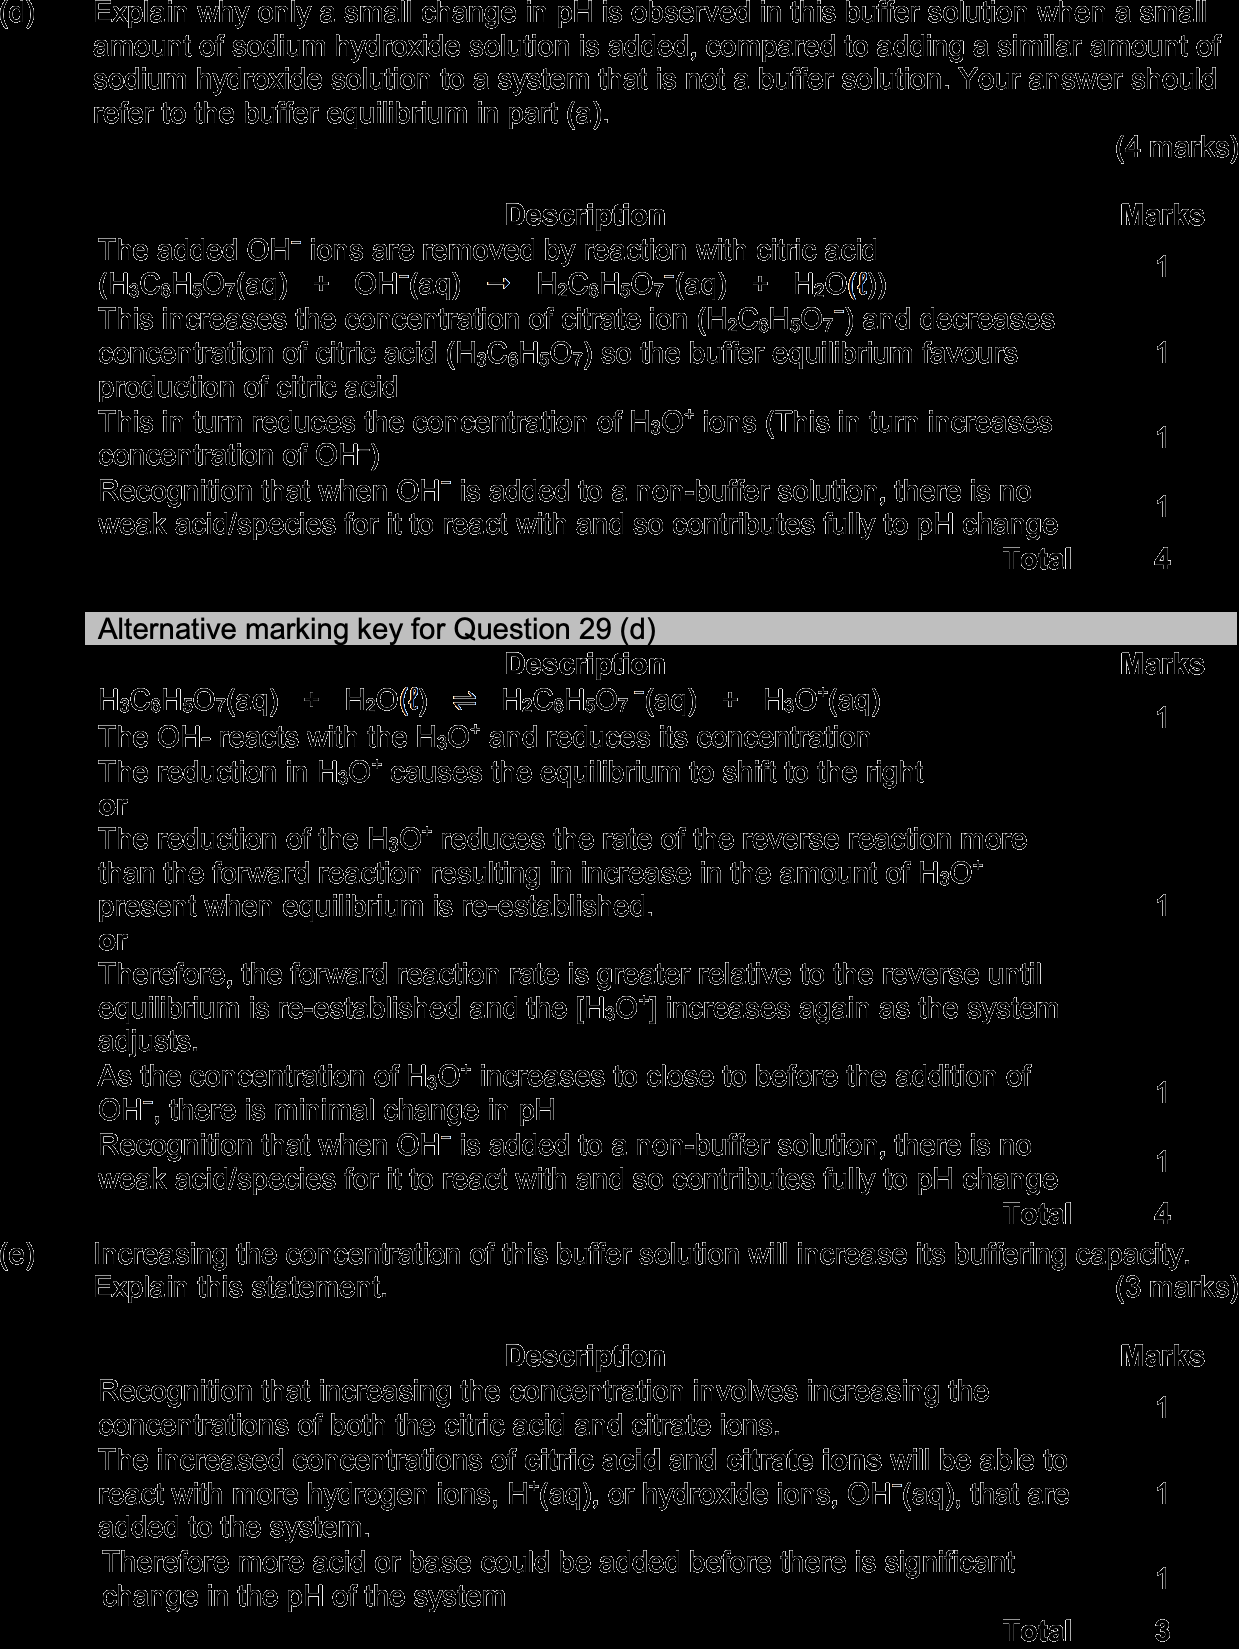 (d) Explain why only a small change in pH is observed in this buffer solution when a small
amount of sodium hydroxide solution is added, compared to adding a similar amount of
sodium hydroxide solution to a system that is not a buffer solution. Your answer should
refer to the buffer equilibrium in part (a).
(4 marks)
Description Marks
The added OH⁻ ions are removed by reaction with citric acid
(H₃C₆H₅O₇(aq) + OH⁻(aq) → H₂C₆H₅O₇⁻(aq) + H₂O(ℓ)) 1
This increases the concentration of citrate ion (H₂C₆H₅O₇⁻) and decreases
concentration of citric acid (H₃C₆H₅O₇) so the buffer equilibrium favours 1
production of citric acid
This in turn reduces the concentration of H₃O⁺ ions (This in turn increases
concentration of OH⁻) 1
Recognition that when OH⁻ is added to a non-buffer solution, there is no
weak acid/species for it to react with and so contributes fully to pH change 1
Total 4
Alternative marking key for Question 29 (d)
Description Marks
H₃C₆H₅O₇(aq) + H₂O(ℓ) ⇌ H₂C₆H₅O₇⁻(aq) + H₃O⁺(aq) 1
The OH- reacts with the H₃O⁺ and reduces its concentration
The reduction in H₃O⁺ causes the equilibrium to shift to the right
or
The reduction of the H₃O⁺ reduces the rate of the reverse reaction more
than the forward reaction resulting in increase in the amount of H₃O⁺
present when equilibrium is re-established. 1
or
Therefore, the forward reaction rate is greater relative to the reverse until
equilibrium is re-established and the [H₃O⁺] increases again as the system
adjusts.
As the concentration of H₃O⁺ increases to close to before the addition of
OH⁻, there is minimal change in pH 1
Recognition that when OH⁻ is added to a non-buffer solution, there is no
weak acid/species for it to react with and so contributes fully to pH change 1
Total 4
(e) Increasing the concentration of this buffer solution will increase its buffering capacity.
Explain this statement. (3 marks)
Description Marks
Recognition that increasing the concentration involves increasing the
concentrations of both the citric acid and citrate ions. 1
The increased concentrations of citric acid and citrate ions will be able to
react with more hydrogen ions, H⁺(aq), or hydroxide ions, OH⁻(aq), that are 1
added to the system.
Therefore more acid or base could be added before there is significant
change in the pH of the system 1
Total 3